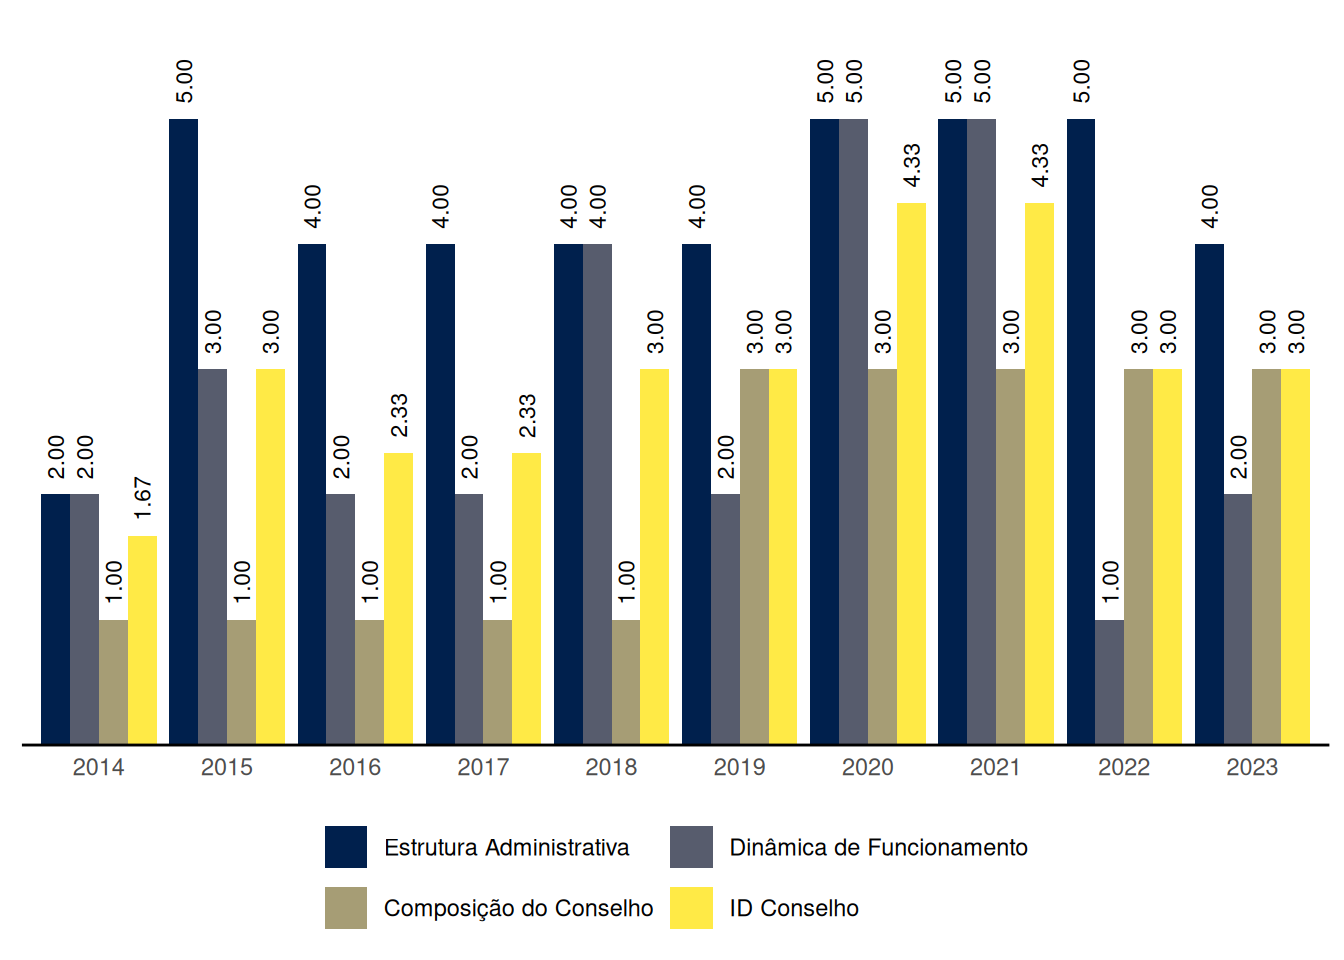 5.00 5.00 5.00 5.00 5.00 5.00
4.33 4.33
4.00 4.00 4.00 4.00 4.00 4.00
3.00 3.00 3.00 3.00 3.00 3.00 3.00 3.00 3.00 3.00 3.00
2.33 2.33
2.00 2.00 2.00 2.00 2.00 2.00
1.67
1.00 1.00 1.00 1.00 1.00 1.00
2014 2015 2016 2017 2018 2019 2020 2021 2022 2023
Estrutura Administrativa Dinâmica de Funcionamento
Composição do Conselho ID Conselho